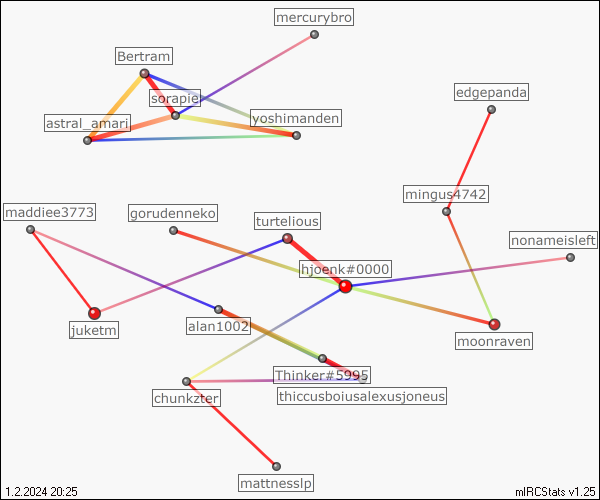 mercurybro
Bertram
sorapie
edgepanda
astral_amari
yoshimanden
mingus4742
maddiee3773
gorudenneko
turtelious
nonameisleft
hjoenk#0000
juketm
alan1002
moonraven
Thinker#5995
chunkzter
thiccusboiusalexusjoneus
mattnesslp
1.2.2024 20:25
mIRCStats v1.25